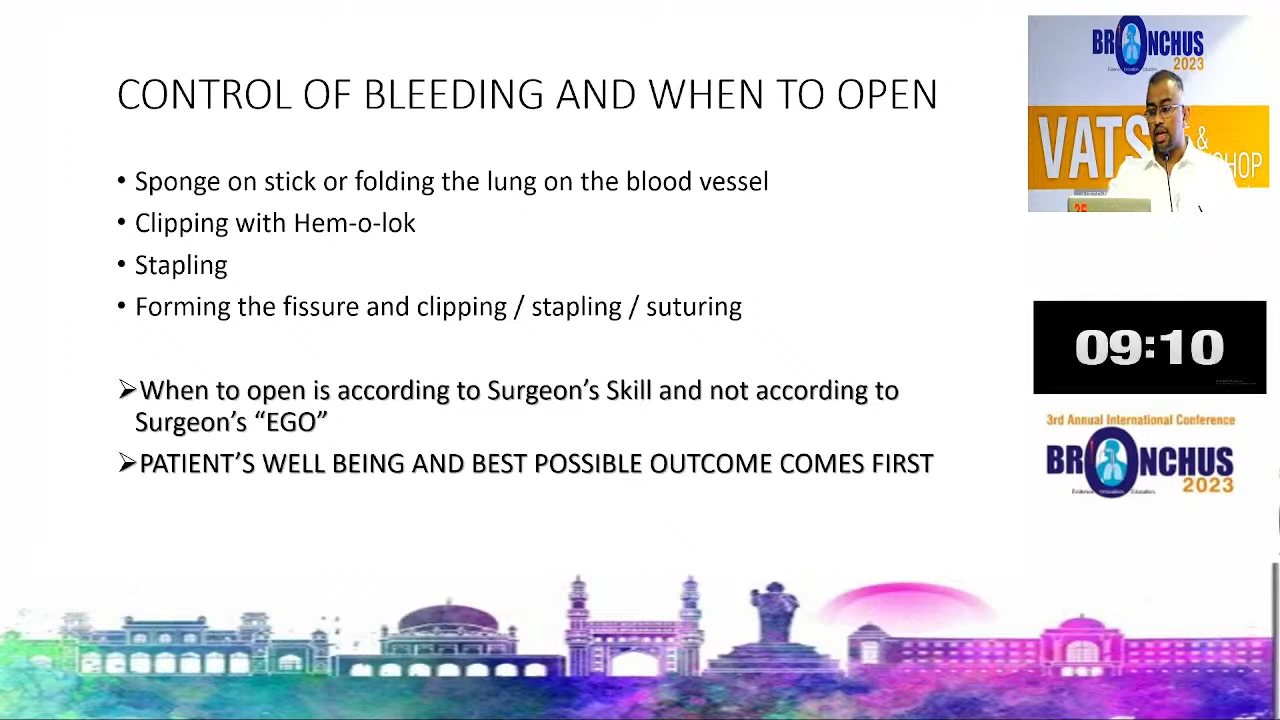 CONTROL OF BLEEDING AND WHEN TO OPEN
• Sponge on stick or folding the lung on the blood vessel
• Clipping with Hem-o-lok
• Stapling
• Forming the fissure and clipping / stapling / suturing
➢When to open is according to Surgeon's Skill and not according to
Surgeon's “EGO”
➢PATIENT'S WELL BEING AND BEST POSSIBLE OUTCOME COMES FIRST
BRONCHUS
2023
VATS
&
09:10
3rd Annual International Conference
BRONCHUS
2023
Evidence Innovation Education